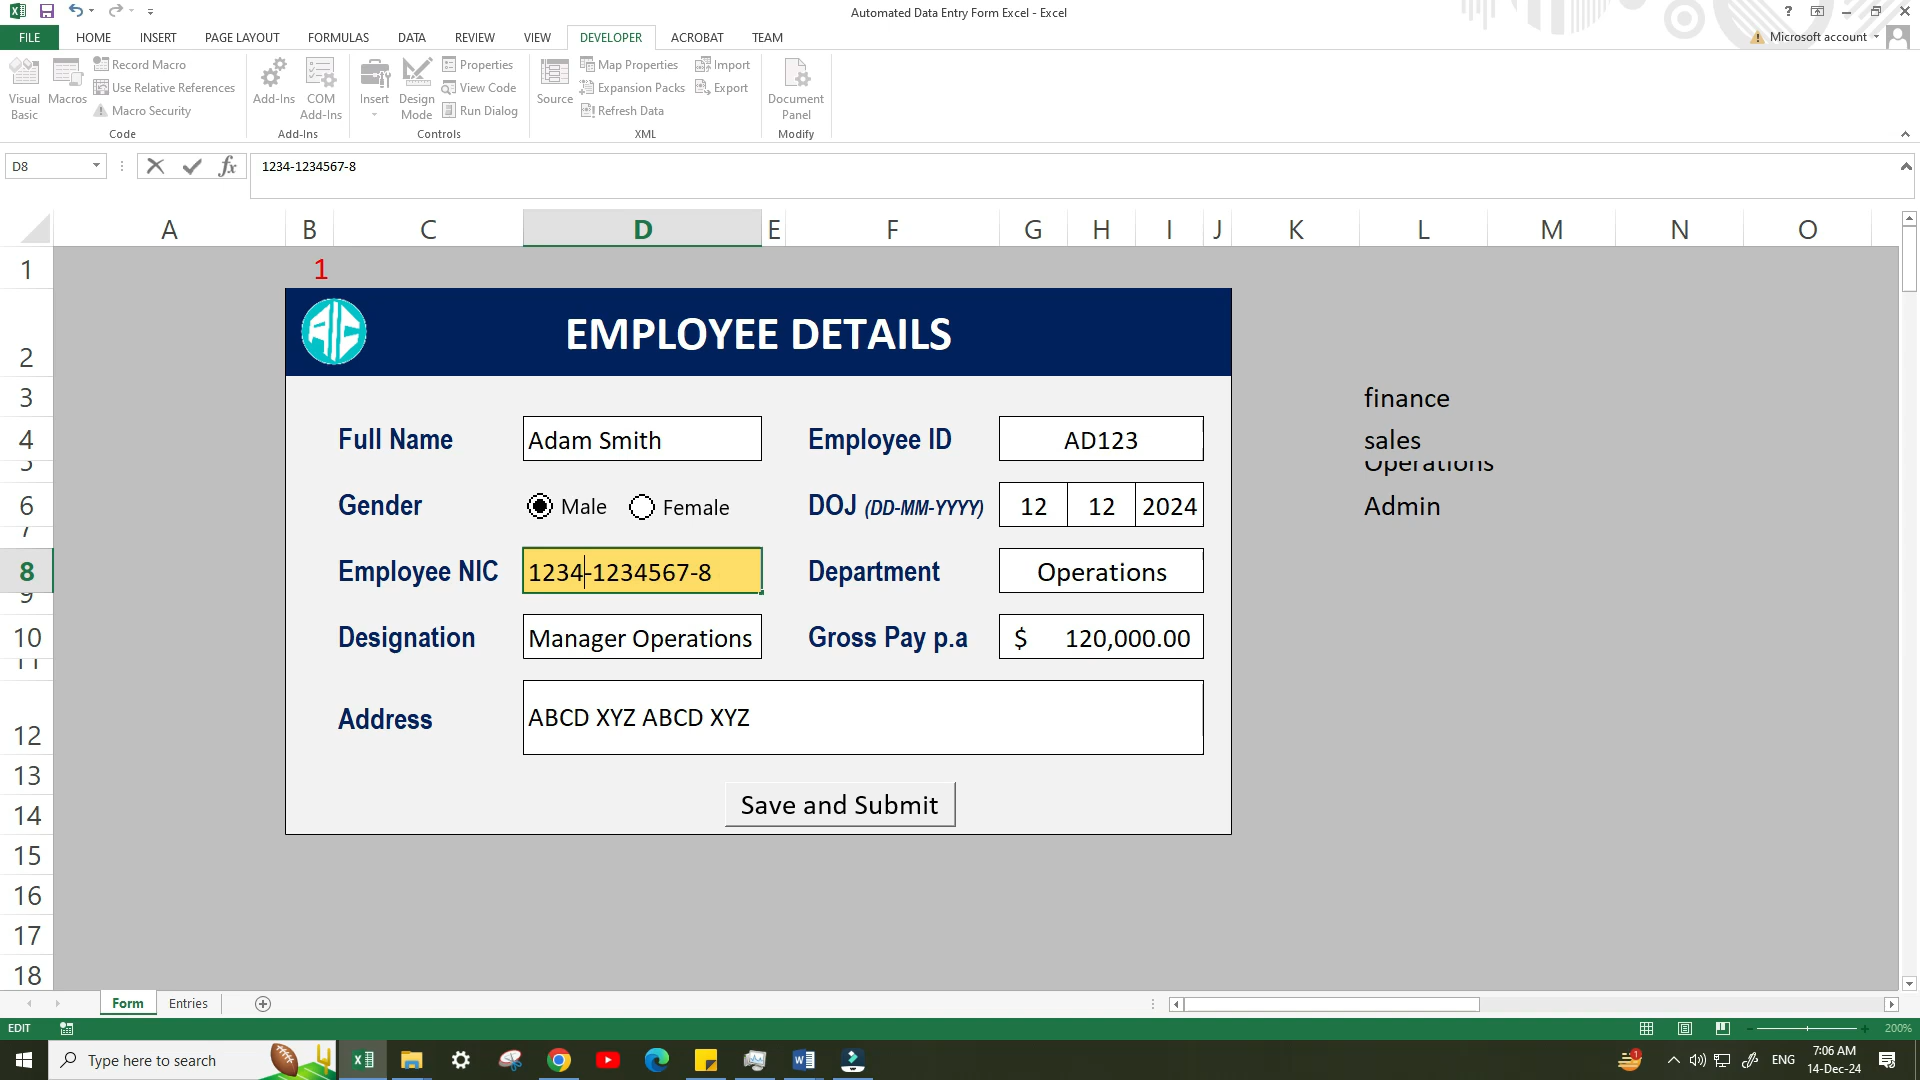 Automated Data Entry Form Excel - Excel
?
FILE HOME INSERT PAGE LAYOUT FORMULAS DATA REVIEW VIEW DEVELOPER ACROBAT TEAM
Microsoft account
Visual Basic
Macros
Record Macro
Use Relative References
Macro Security
Code
Add-Ins
COM Add-Ins
Add-Ins
Insert
Design Mode
Properties
View Code
Run Dialog
Controls
Source
Map Properties
Expansion Packs
Refresh Data
Import
Export
XML
Document Panel
Modify
D8
fx
1234-1234567-8
A B C D E F G H I J K L M N O
1
1
2
EMPLOYEE DETAILS
3
finance
4
Full Name
Adam Smith
Employee ID
AD123
sales
5
Operations
6
Gender
Male
Female
DOJ (DD-MM-YYYY)
12 12 2024
Admin
7
8
Employee NIC
1234-1234567-8
Department
Operations
9
10
Designation
Manager Operations
Gross Pay p.a
$ 120,000.00
11
12
Address
ABCD XYZ ABCD XYZ
13
14
Save and Submit
15
16
17
18
Form
Entries
EDIT
200%
Type here to search
1
ENG
7:06 AM
14-Dec-24